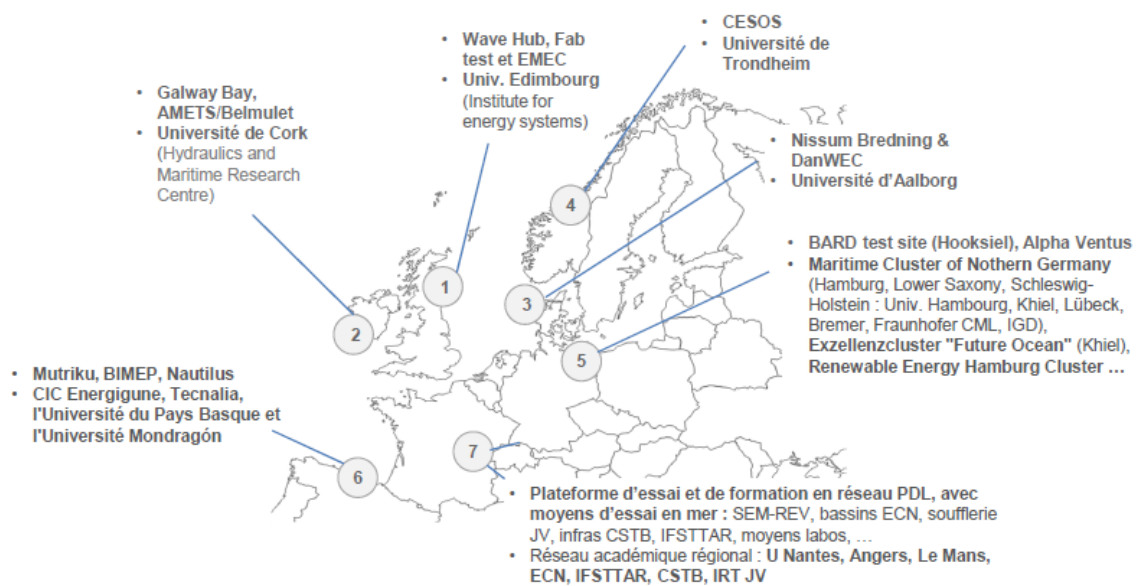 • CESOS
• Université de
Trondheim
• Wave Hub, Fab
test et EMEC
• Univ. Edimbourg
(Institute for
energy systems)
• Galway Bay,
AMETS/Belmulet
• Université de Cork
(Hydraulics and
Maritime Research
Centre)
• Nissum Bredning &
DanWEC
• Université d'Aalborg
4
• BARD test site (Hooksiel), Alpha Ventus
• Maritime Cluster of Nothern Germany
(Hamburg, Lower Saxony, Schleswig-
Holstein : Univ. Hambourg, Khiel, Lübeck,
Bremer, Fraunhofer CML, IGD),
Exzellenzcluster "Future Ocean" (Khiel),
Renewable Energy Hamburg Cluster ...
1
3
2
5
• Mutriku, BIMEP, Nautilus
• CIC Energigune, Tecnalia,
l'Université du Pays Basque et
l'Université Mondragón
7
6
• Plateforme d'essai et de formation en réseau PDL, avec
moyens d'essai en mer : SEM-REV, bassins ECN, soufflerie
JV, infras CSTB, IFSTTAR, moyens labos, ...
• Réseau académique régional : U Nantes, Angers, Le Mans,
ECN, IFSTTAR, CSTB, IRT JV